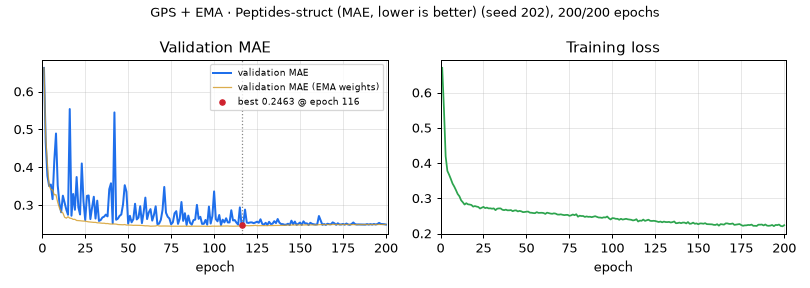 GPS + EMA · Peptides-struct (MAE, lower is better) (seed 202), 200/200 epochs
Validation MAE
validation MAE
validation MAE (EMA weights)
best 0.2463 @ epoch 116
0.6
0.5
0.4
0.3
0 25 50 75 100 125 150 175 200
epoch
Training loss
0.6
0.5
0.4
0.3
0.2
0 25 50 75 100 125 150 175 200
epoch